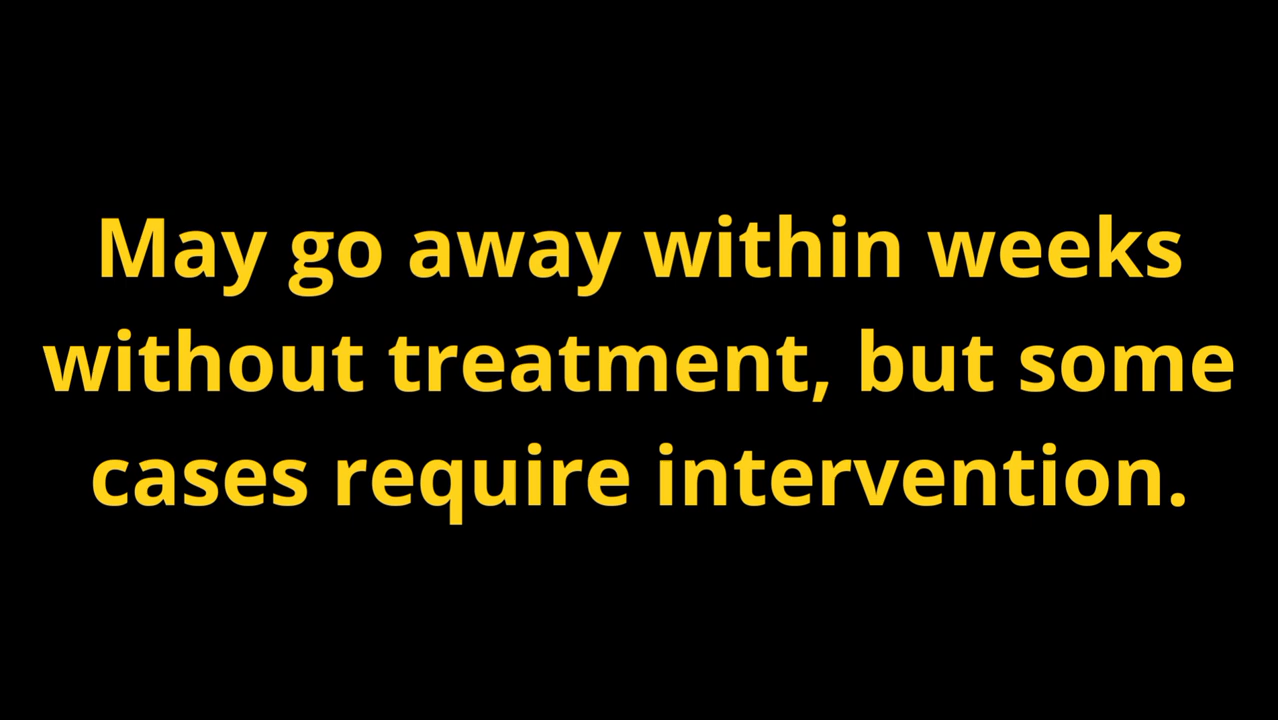 May go away within weeks
without treatment, but some
cases require intervention.